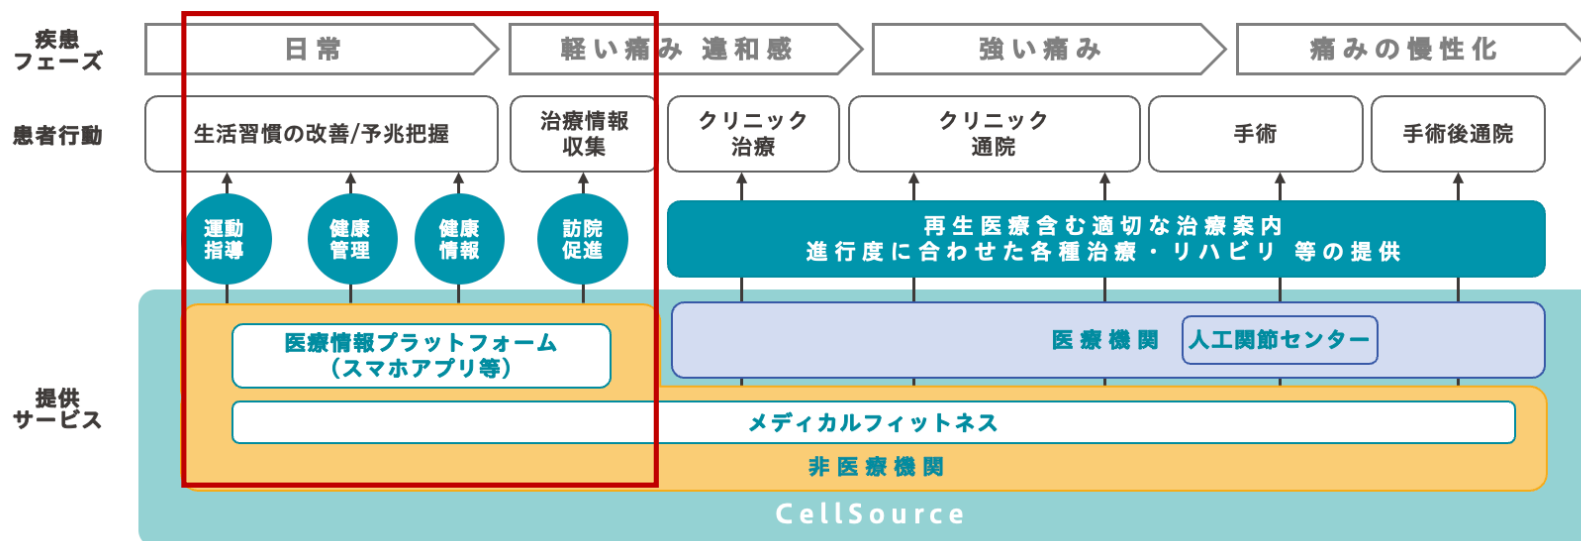 疾患
フェーズ
日常
軽い痛み 違和感
強い痛み
痛みの慢性化
患者行動
生活習慣の改善/予兆把握
治療情報
収集
クリニック
治療
クリニック
通院
手術
手術後通院
運動
指導
健康
管理
健康
情報
訪院
促進
再生医療含む適切な治療案内
進行度に合わせた各種治療・リハビリ 等の提供
提供
サービス
医療情報プラットフォーム
（スマホアプリ等）
医療機関
人工関節センター
メディカルフィットネス
非医療機関
CellSource